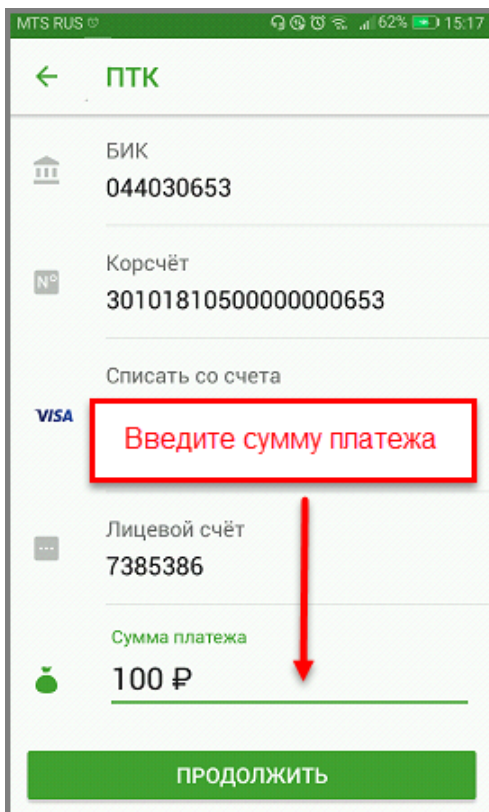 MTS RUS 62% 15:17
ПТК
БИК
044030653
N°
Корсчёт
30101810500000000653
Списать со счета
VISA
Введите сумму платежа
Лицевой счёт
7385386
Сумма платежа
100 ₽
ПРОДОЛЖИТЬ